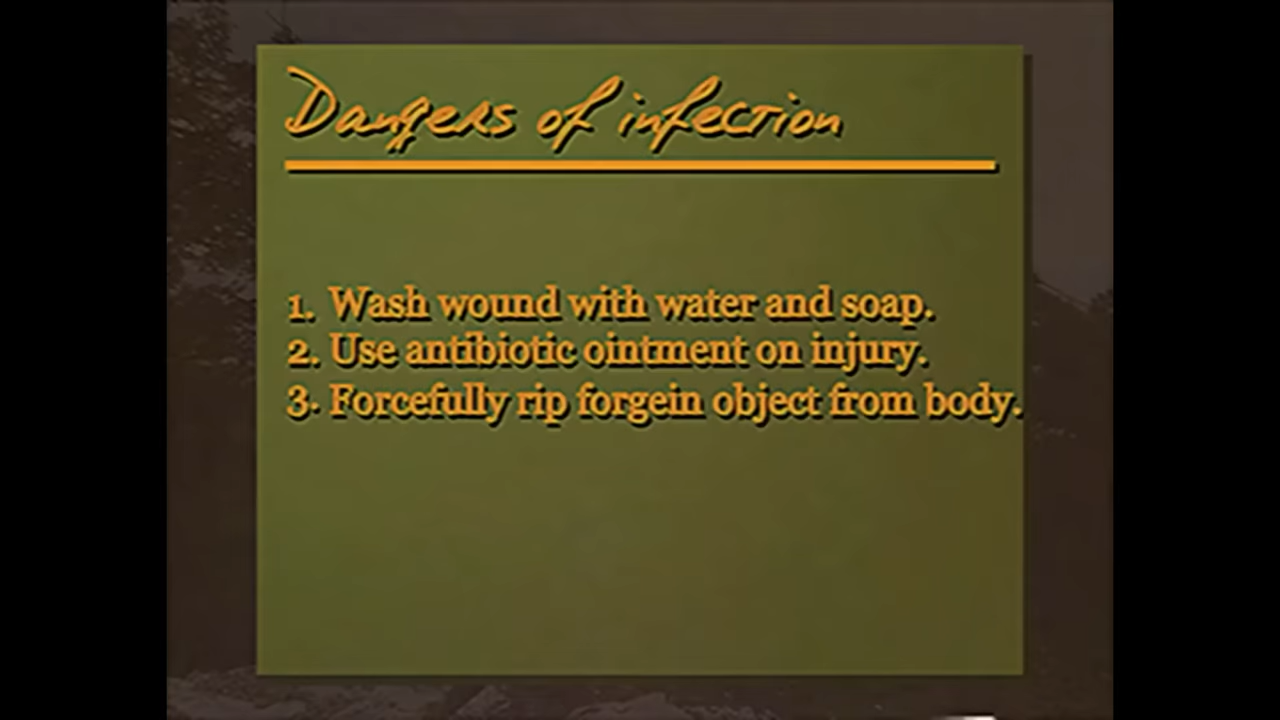 Dangers of infection
1. Wash wound with water and soap.
2. Use antibiotic ointment on injury.
3. Forcefully rip forgein object from body.